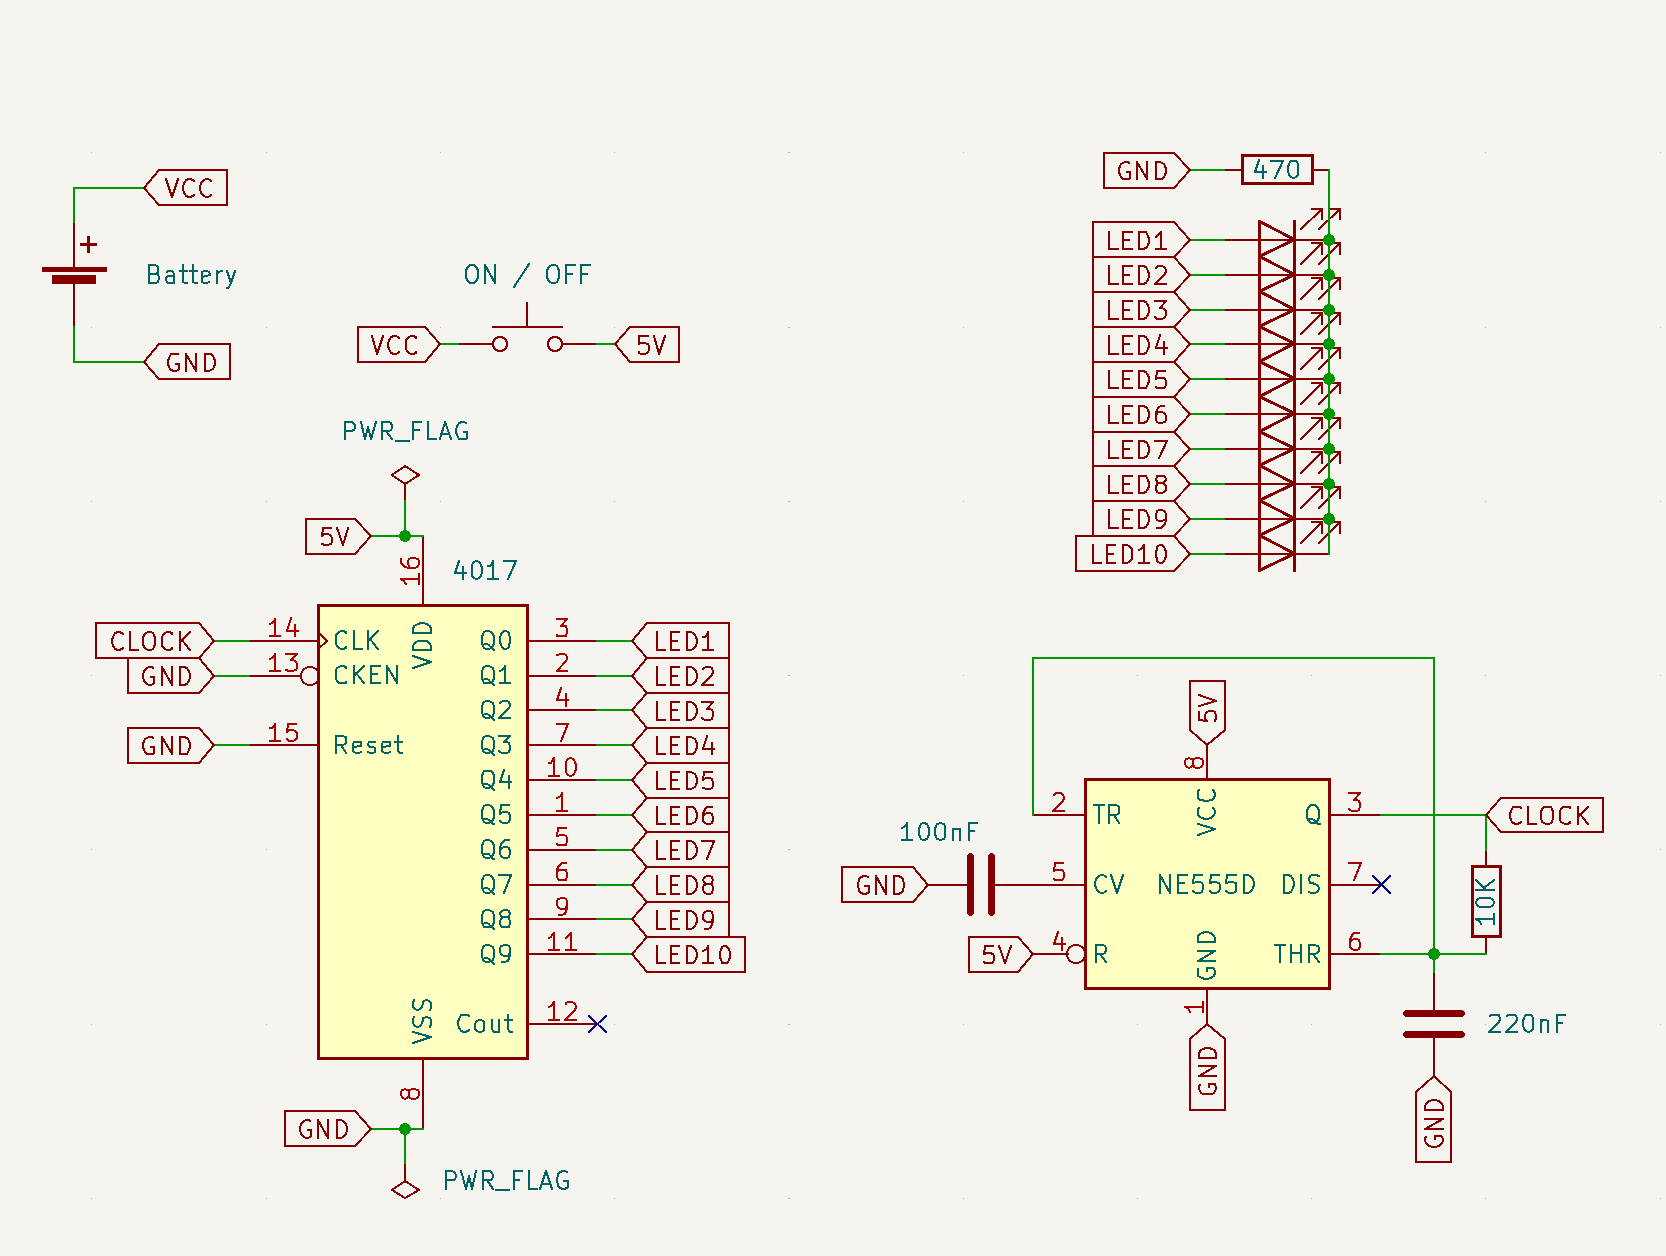 VCC
Battery
GND
ON / OFF
VCC
5V
PWR_FLAG
5V
16
4017
CLOCK
14
CLK
VDD
GND
13
CKEN
GND
15
Reset
Q0
3
LED1
Q1
2
LED2
Q2
4
LED3
Q3
7
LED4
Q4
10
LED5
Q5
1
LED6
Q6
5
LED7
Q7
6
LED8
Q8
9
LED9
Q9
11
LED10
Cout
12
VSS
8
GND
PWR_FLAG
GND
470
LED1
LED2
LED3
LED4
LED5
LED6
LED7
LED8
LED9
LED10
5V
8
2
TR
VCC
Q
3
CLOCK
100nF
GND
5
CV
NE555D
DIS
7
10K
5V
4
R
GND
THR
6
1
GND
220nF
GND